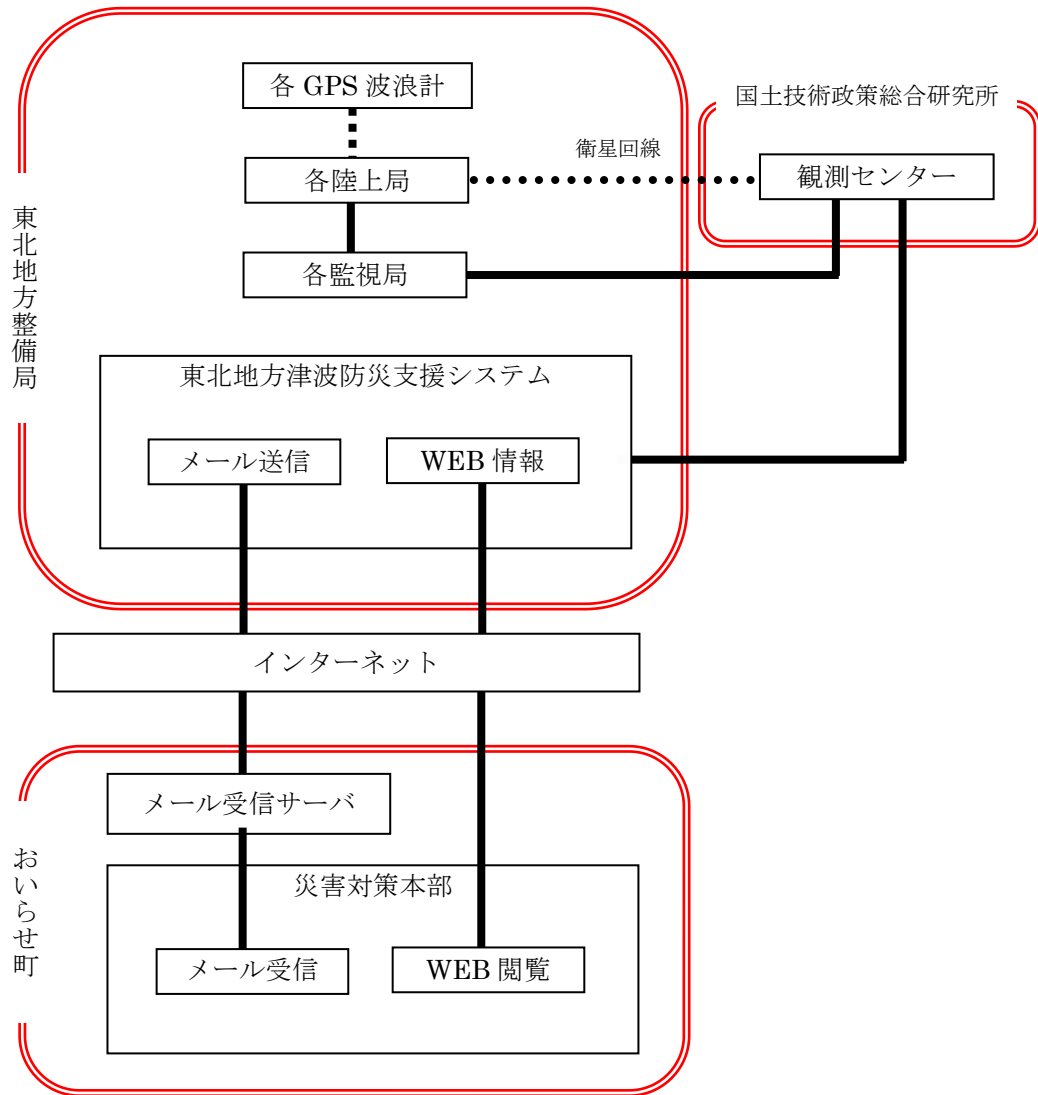 各 GPS 波浪計
国土技術政策総合研究所
衛星回線
各陸上局
観測センター
各監視局
東北地方整備局
東北地方津波防災支援システム
メール送信
WEB 情報
インターネット
メール受信サーバ
おいらせ町
災害対策本部
メール受信
WEB 閲覧